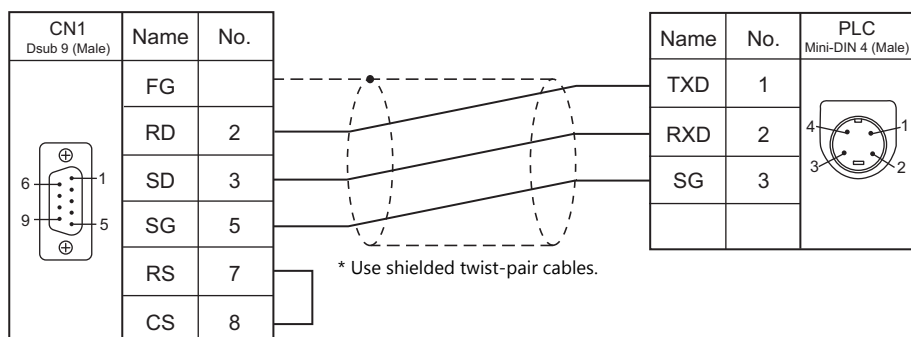 CN1
Dsub 9 (Male)
Name
No.
FG
RD
2
SD
3
SG
5
RS
7
CS
8
6
1
9
5
* Use shielded twist-pair cables.
Name
No.
PLC
Mini-DIN 4 (Male)
TXD
1
RXD
2
SG
3
4
1
3
2